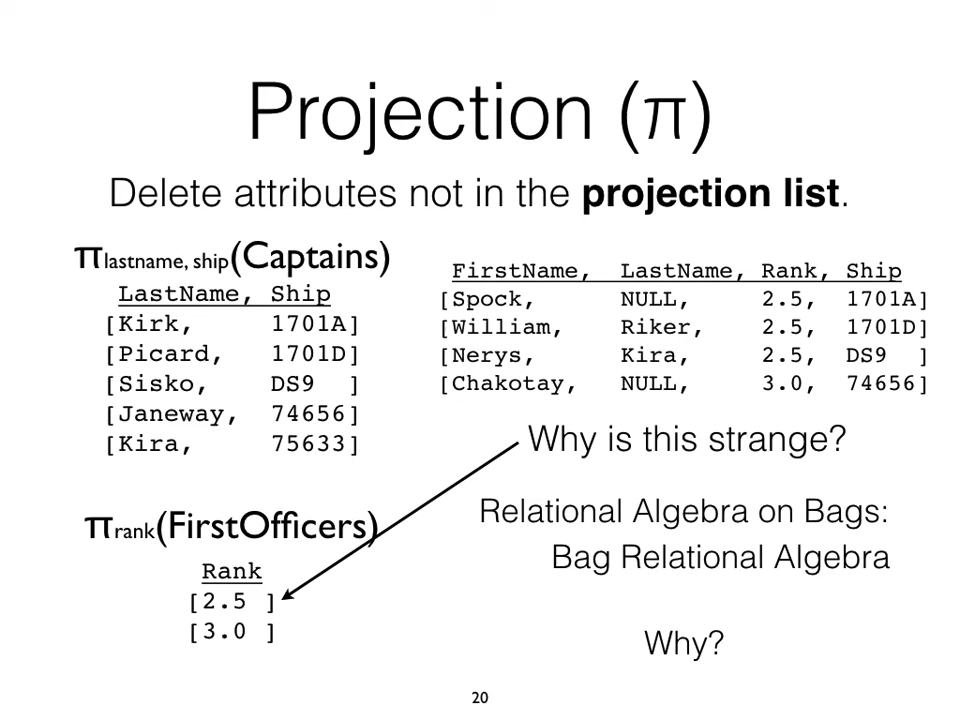 Projection (π)
Delete attributes not in the projection list.
πlastname, ship(Captains)
LastName, Ship
[Kirk, 1701A]
[Picard, 1701D]
[Sisko, DS9 ]
[Janeway, 74656]
[Kira, 75633]
FirstName, LastName, Rank, Ship
[Spock, NULL, 2.5, 1701A]
[William, Riker, 2.5, 1701D]
[Nerys, Kira, 2.5, DS9 ]
[Chakotay, NULL, 3.0, 74656]
Why is this strange?
πrank(FirstOfficers)
Rank
[2.5 ]
[3.0 ]
Relational Algebra on Bags:
Bag Relational Algebra
Why?
20